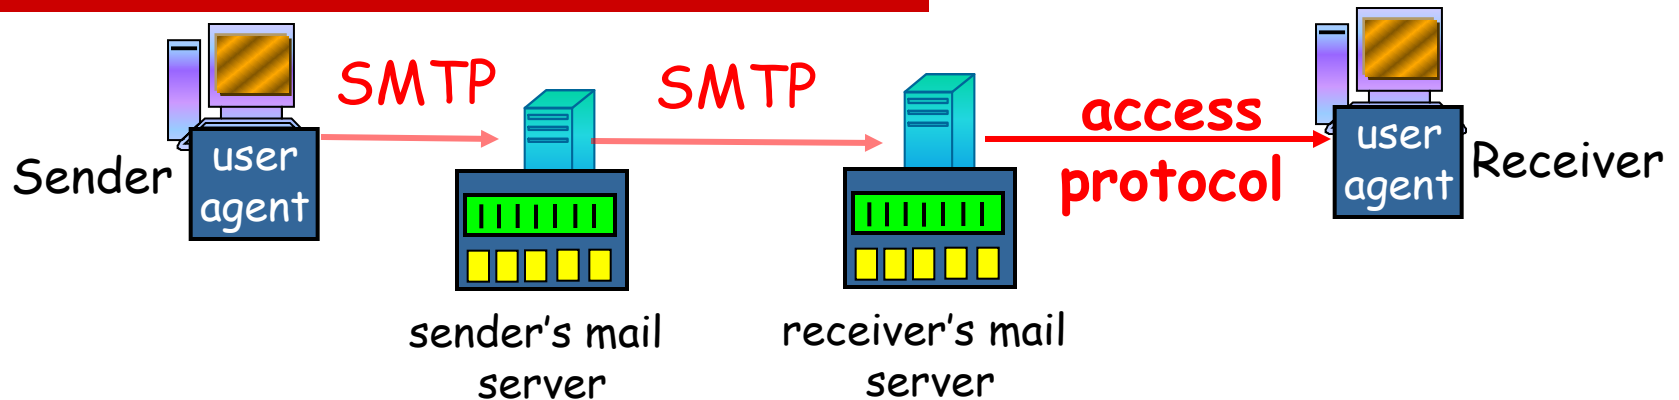 SMTP
SMTP
access
protocol
Sender
user
agent
user
agent
Receiver
sender's mail
server
receiver's mail
server